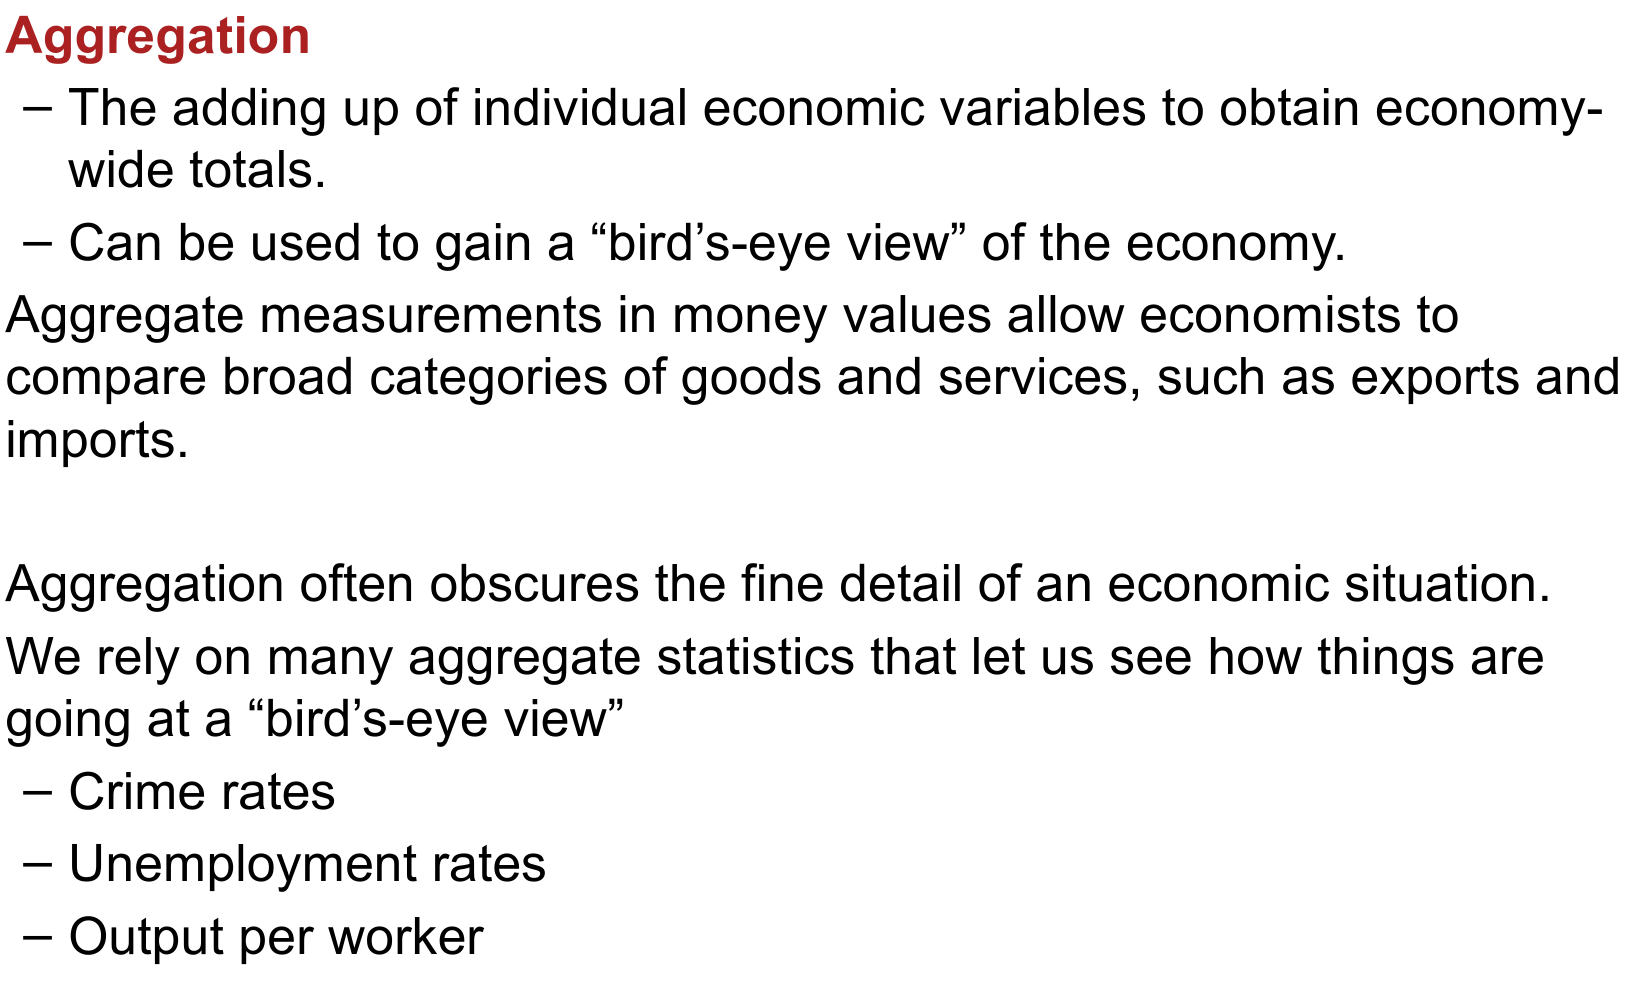 Aggregation
– The adding up of individual economic variables to obtain economy-
wide totals.
– Can be used to gain a “bird’s-eye view” of the economy.
Aggregate measurements in money values allow economists to
compare broad categories of goods and services, such as exports and
imports.
Aggregation often obscures the fine detail of an economic situation.
We rely on many aggregate statistics that let us see how things are
going at a “bird’s-eye view”
– Crime rates
– Unemployment rates
– Output per worker